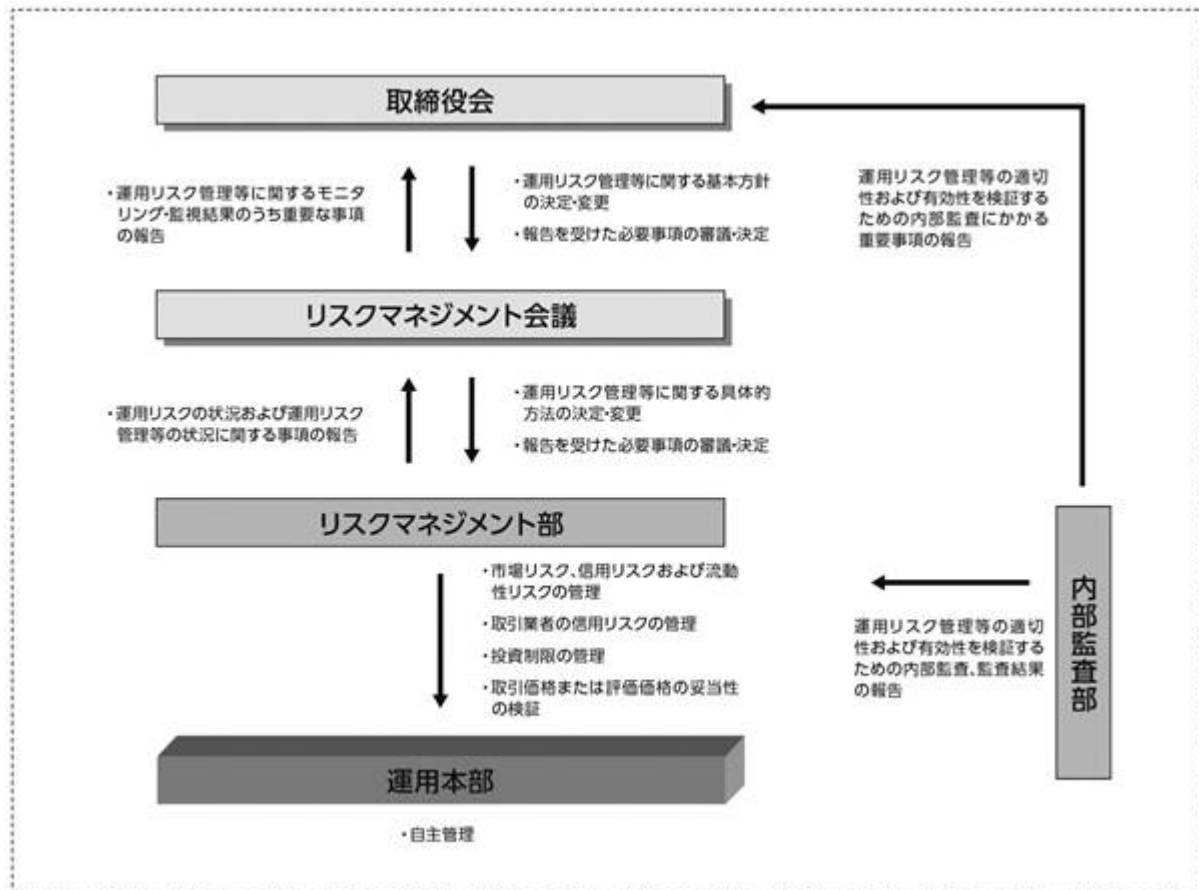 取締役会
・運用リスク管理等に関するモニタ
リング・監視結果のうち重要な事項
の報告
・運用リスク管理等に関する基本方針
の決定・変更
・報告を受けた必要事項の審議・決定
運用リスク管理等の適切
性および有効性を検証す
るための内部監査にかかる
重要事項の報告
リスクマネジメント会議
・運用リスクの状況および運用リスク
管理等の状況に関する事項の報告
・運用リスク管理等に関する具体的
方法の決定・変更
・報告を受けた必要事項の審議・決定
リスクマネジメント部
・市場リスク、信用リスクおよび流動
性リスクの管理
・取引業者の信用リスクの管理
・投資制限の管理
・取引価格または評価価格の妥当性
の検証
運用リスク管理等の適切
性および有効性を検証する
ための内部監査、監査結果
の報告
内部監査部
運用本部
・自主管理